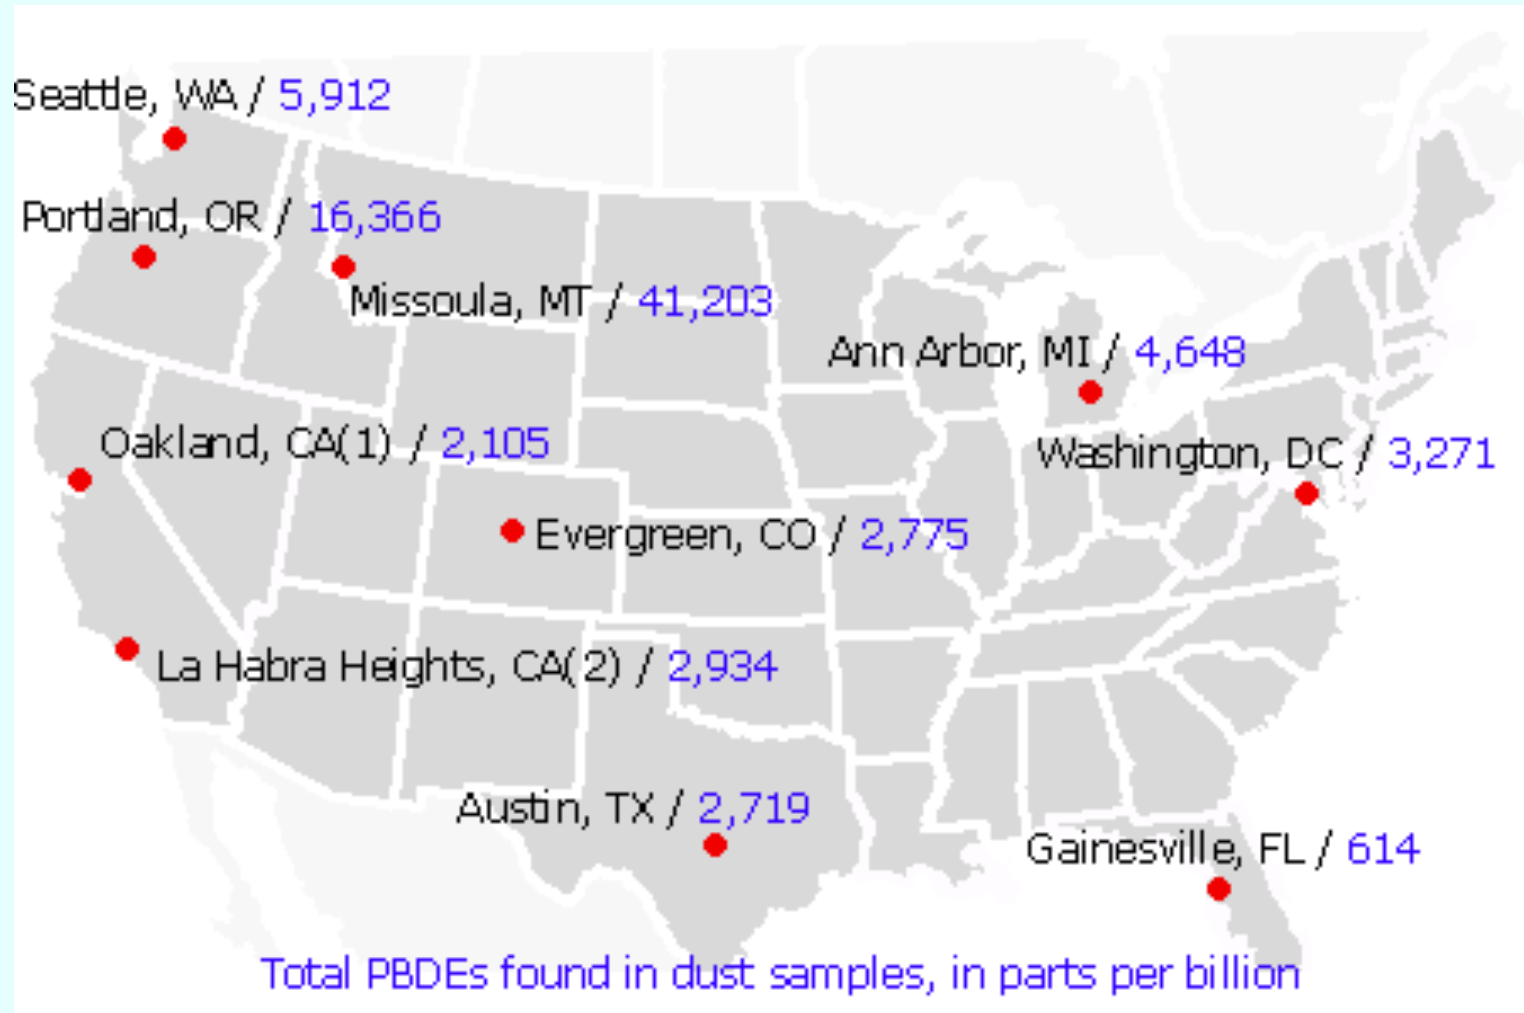 Seattle, WA / 5,912
Portland, OR / 16,366
Missoula, MT / 41,203
Ann Arbor, MI / 4,648
Oakland, CA(1) / 2,105
Washington, DC / 3,271
Evergreen, CO / 2,775
La Habra Heights, CA(2) / 2,934
Austin, TX / 2,719
Gainesville, FL / 614
Total PBDEs found in dust samples, in parts per billion